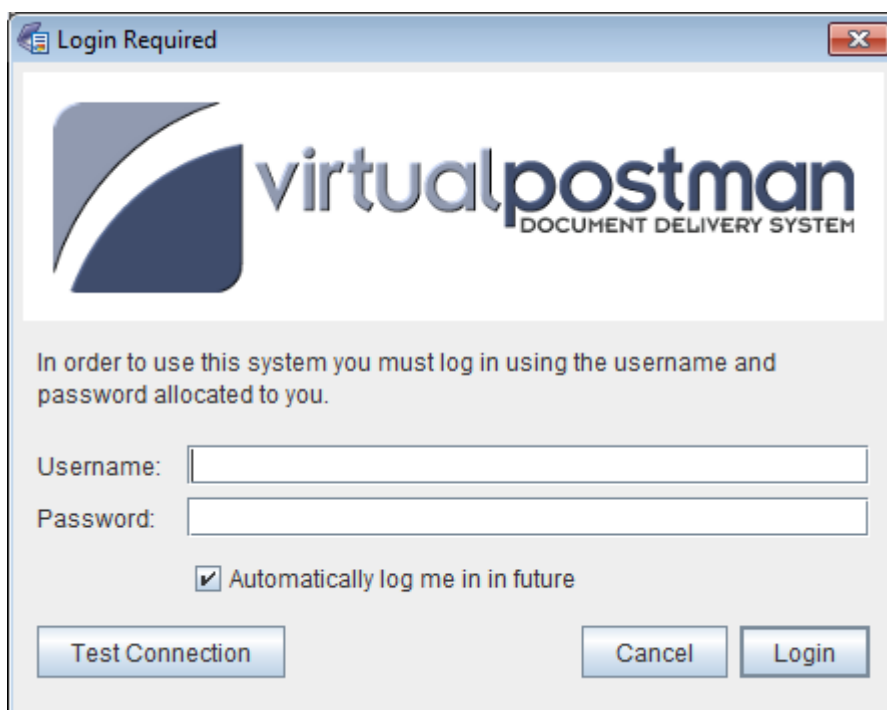 Login Required
virtualpostman
DOCUMENT DELIVERY SYSTEM
In order to use this system you must log in using the username and
password allocated to you.
Username:
Password:
Automatically log me in in future
Test Connection Cancel Login